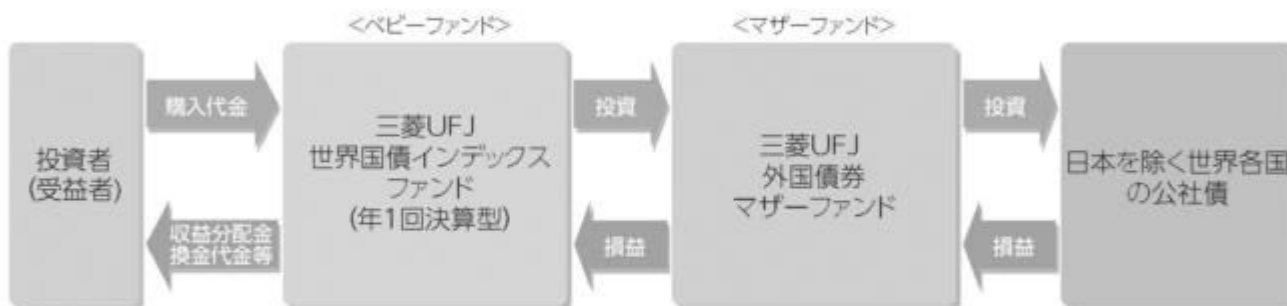 <ベビーファンド>
<マザーファンド>
投資者
(受益者)
購入代金
収益分配金
換金代金等
三菱UFJ
世界国債インデックス
ファンド
(年1回決算型)
投資
損益
三菱UFJ
外国債券
マザーファンド
投資
損益
日本を除く世界各国
の公社債